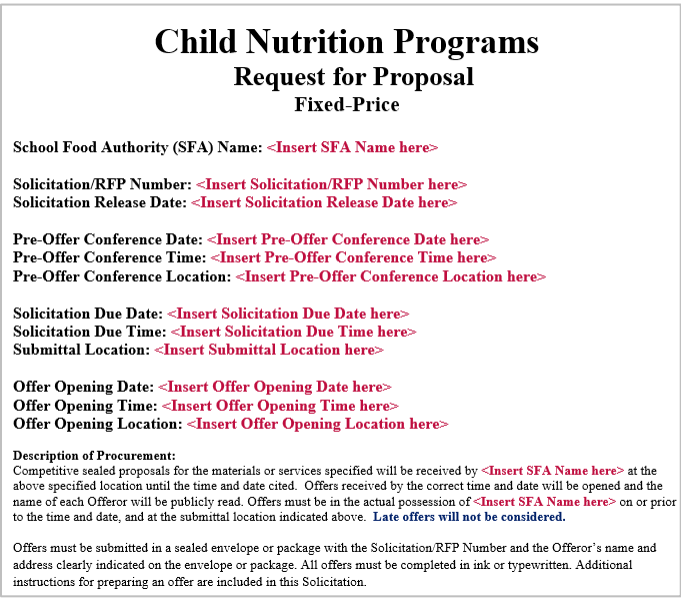 Child Nutrition Programs
Request for Proposal
Fixed-Price
School Food Authority (SFA) Name: <Insert SFA Name here>
Solicitation/RFP Number: <Insert Solicitation/RFP Number here>
Solicitation Release Date: <Insert Solicitation Release Date here>
Pre-Offer Conference Date: <Insert Pre-Offer Conference Date here>
Pre-Offer Conference Time: <Insert Pre-Offer Conference Time here>
Pre-Offer Conference Location: <Insert Pre-Offer Conference Location here>
Solicitation Due Date: <Insert Solicitation Due Date here>
Solicitation Due Time: <Insert Solicitation Due Time here>
Submittal Location: <Insert Submittal Location here>
Offer Opening Date: <Insert Offer Opening Date here>
Offer Opening Time: <Insert Offer Opening Time here>
Offer Opening Location: <Insert Offer Opening Location here>
Description of Procurement:
Competitive sealed proposals for the materials or services specified will be received by <Insert SFA Name here> at the
above specified location until the time and date cited.  Offers received by the correct time and date will be opened and the
name of each Offeror will be publicly read. Offers must be in the actual possession of <Insert SFA Name here> on or prior
to the time and date, and at the submittal location indicated above.  Late offers will not be considered.
Offers must be submitted in a sealed envelope or package with the Solicitation/RFP Number and the Offeror's name and
address clearly indicated on the envelope or package. All offers must be completed in ink or typewritten. Additional
instructions for preparing an offer are included in this Solicitation.